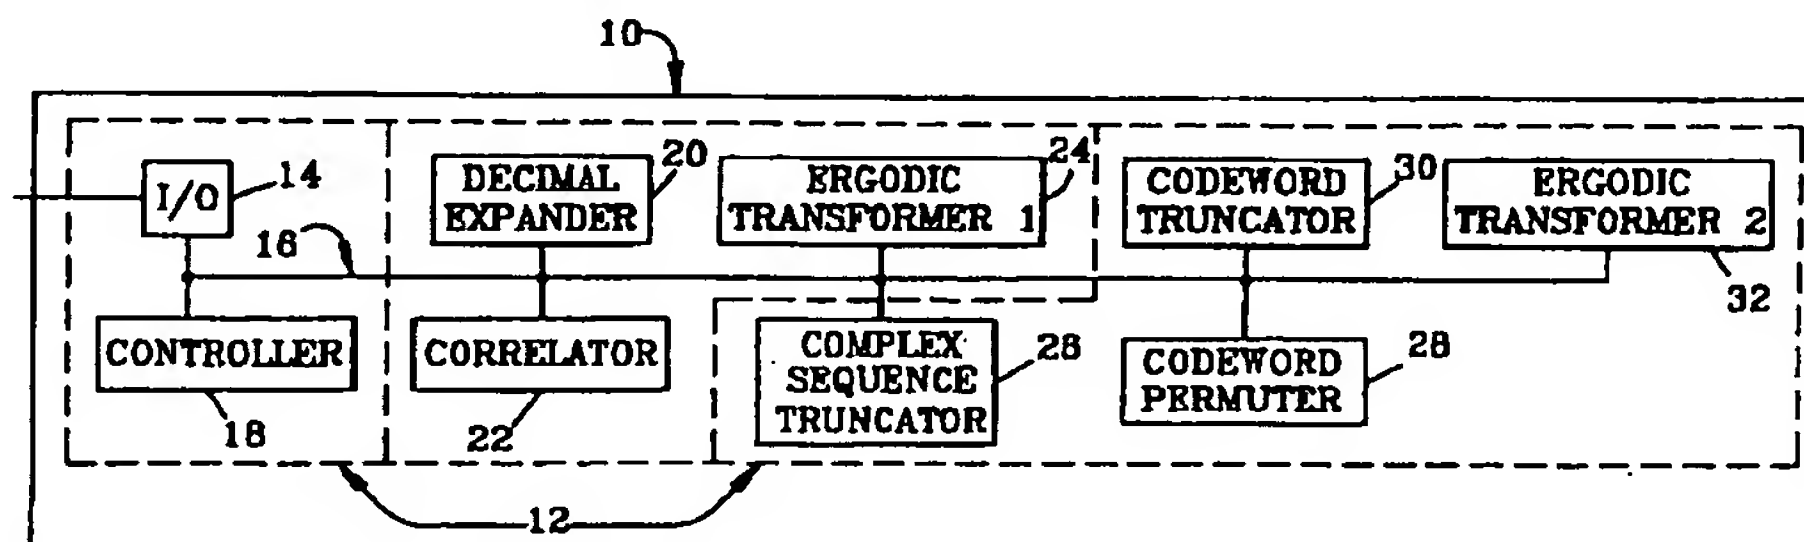 10
I/O
14
DECIMAL
EXPANDER
20
ERGODIC
TRANSFORMER 1
24
CODEWORD
TRUNCATOR
30
ERGODIC
TRANSFORMER 2
32
16
CONTROLLER
18
CORRELATOR
22
COMPLEX
SEQUENCE
TRUNCATOR
26
CODEWORD
PERMUTER
28
12